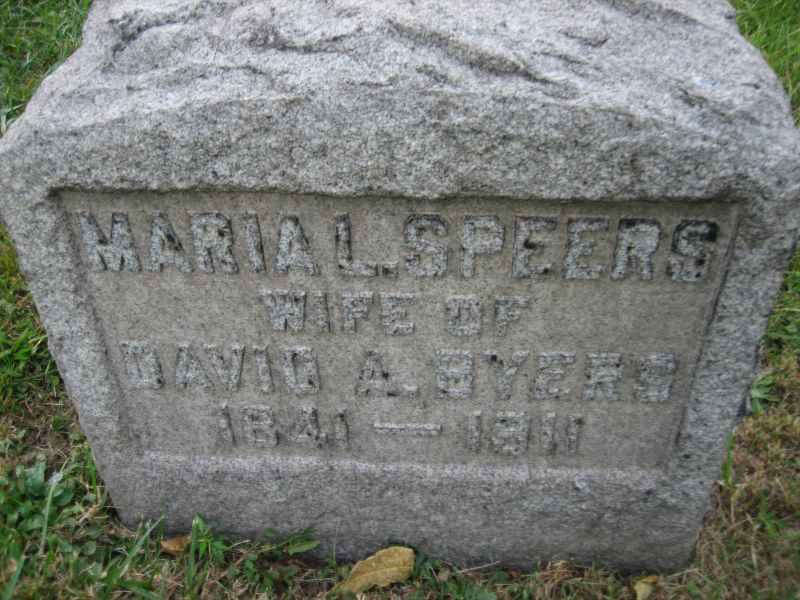 MARIA L. SPEERS
WIFE OF
DAVID A. BYERS
1841 — 1911